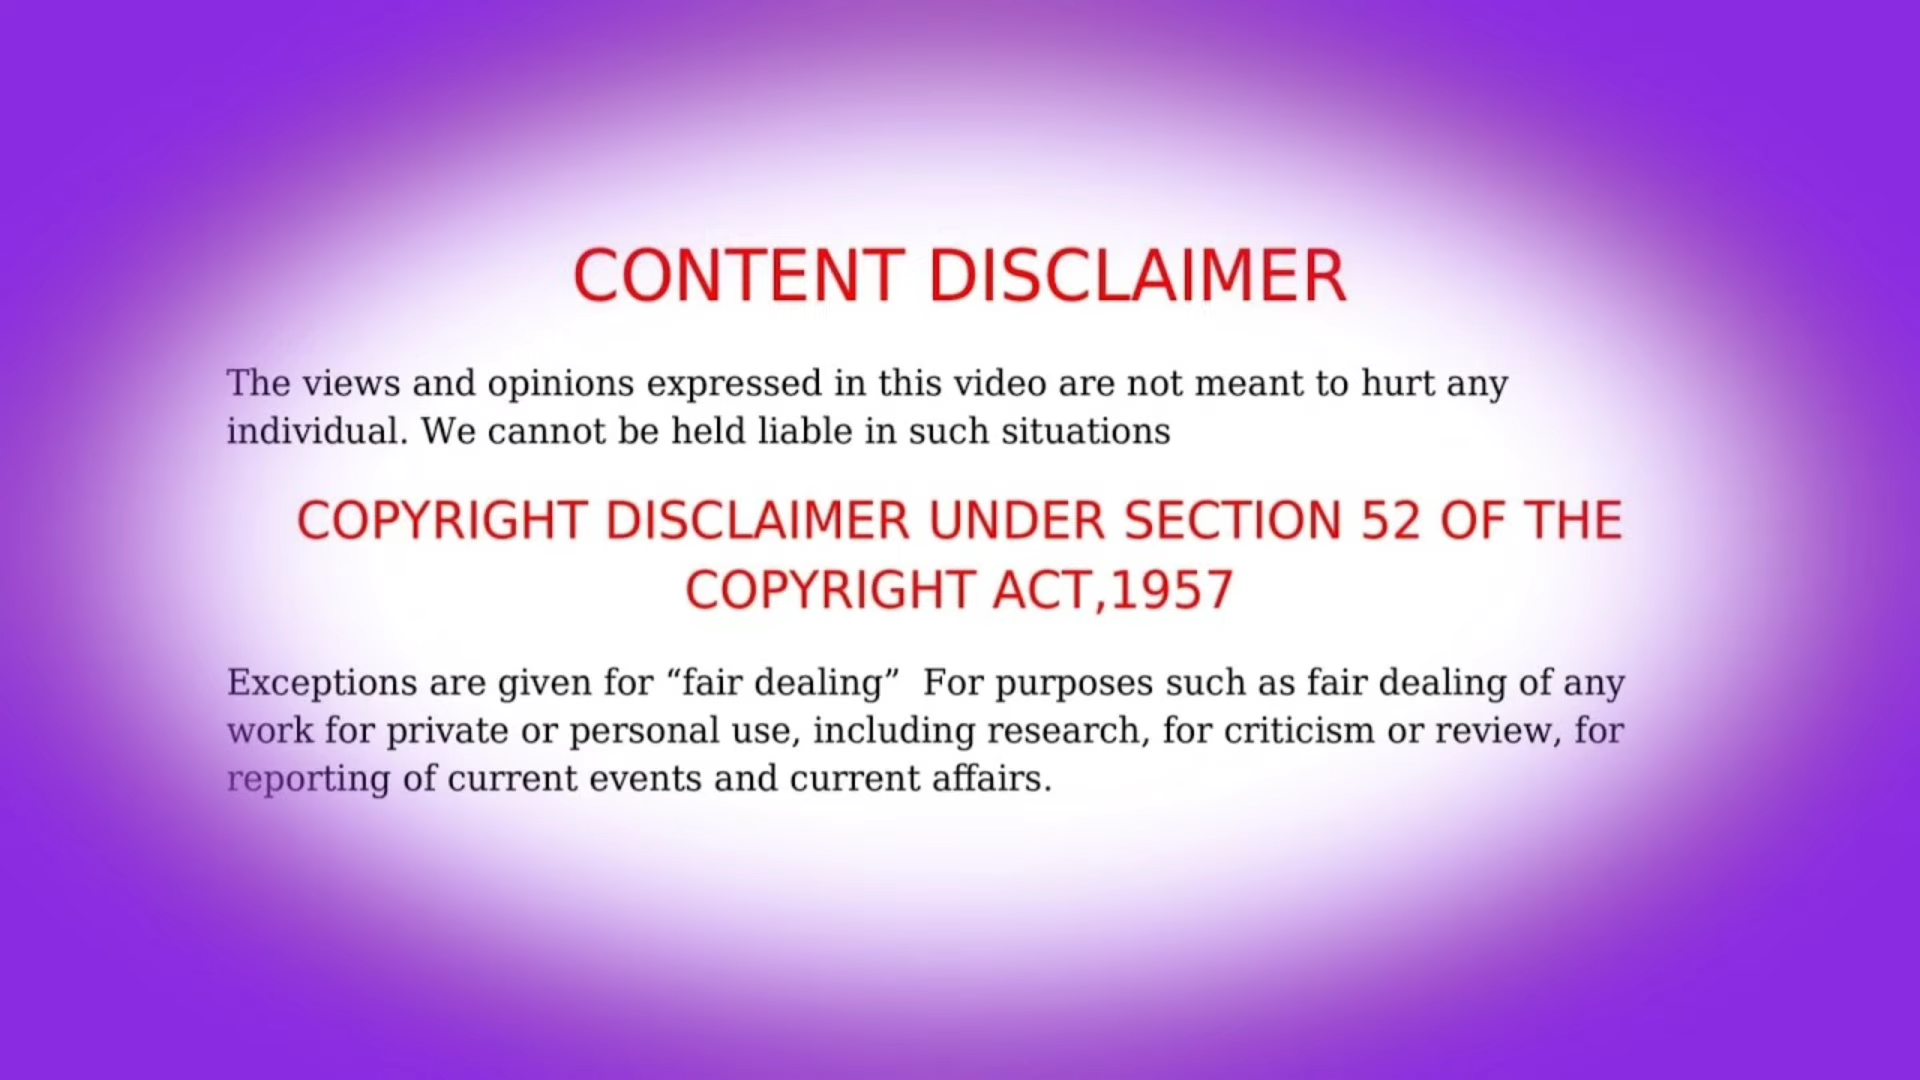 CONTENT DISCLAIMER
The views and opinions expressed in this video are not meant to hurt any
individual. We cannot be held liable in such situations
COPYRIGHT DISCLAIMER UNDER SECTION 52 OF THE
COPYRIGHT ACT,1957
Exceptions are given for “fair dealing”  For purposes such as fair dealing of any
work for private or personal use, including research, for criticism or review, for
reporting of current events and current affairs.